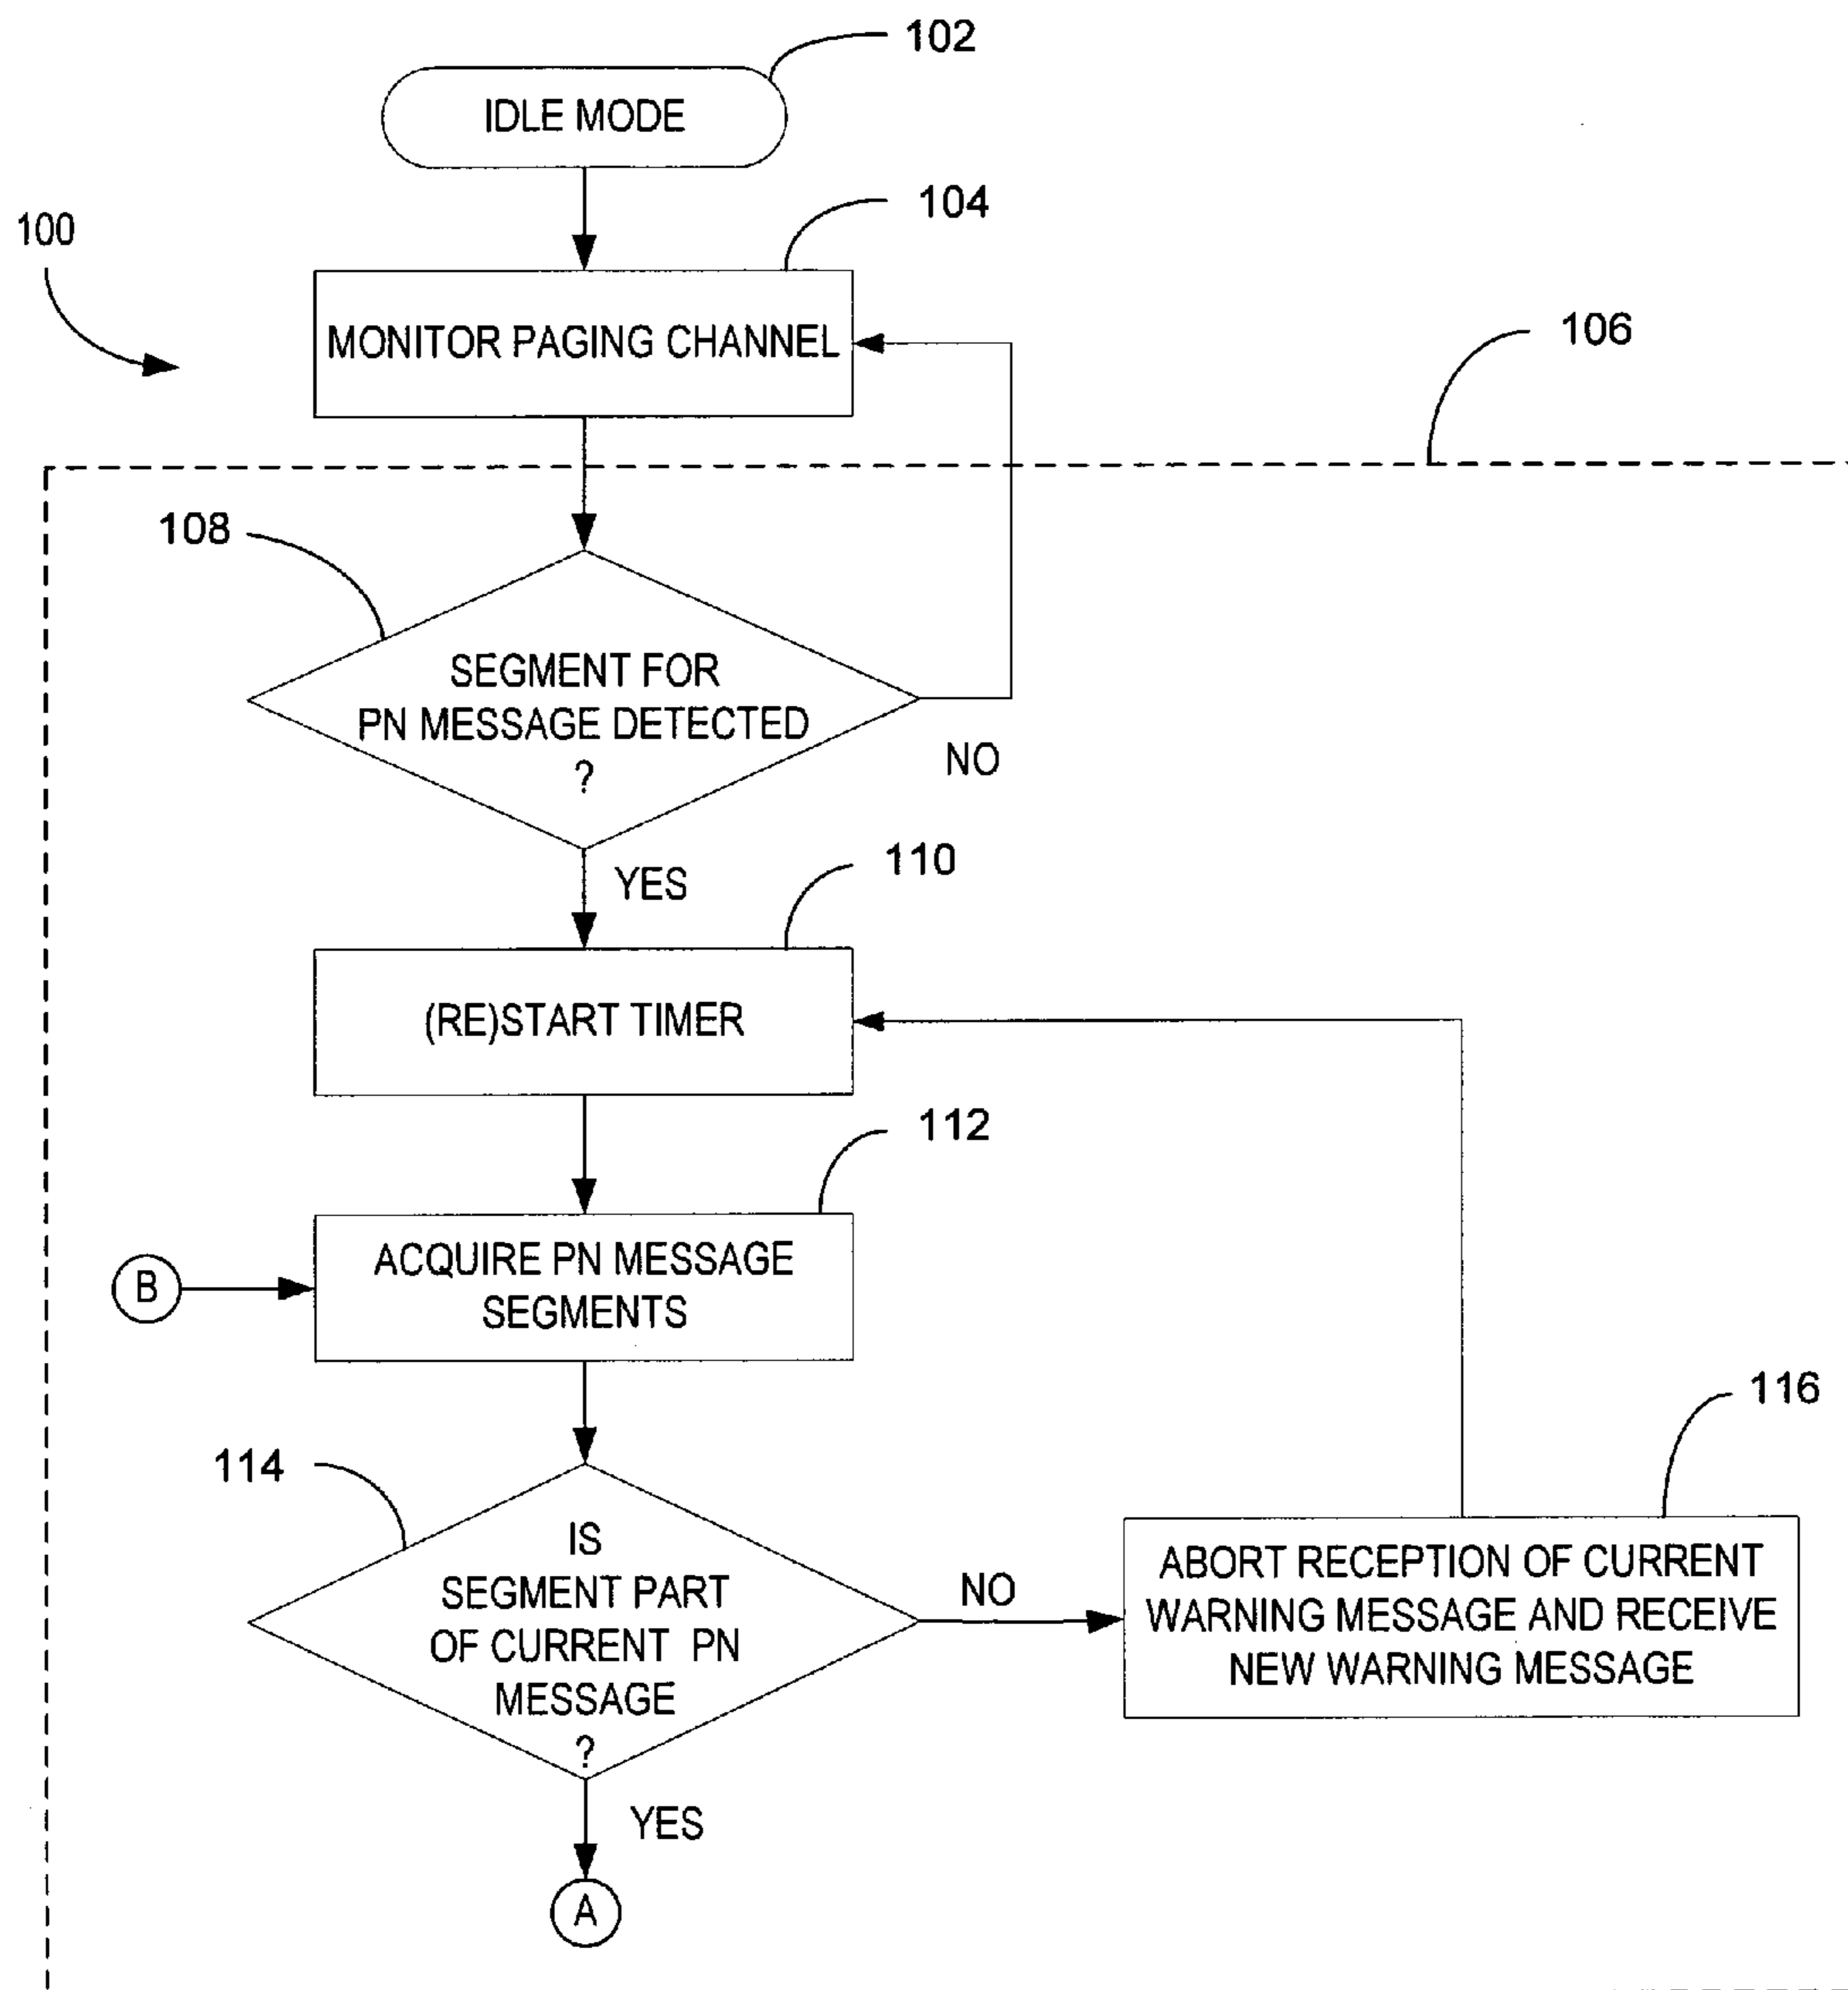 102
IDLE MODE
104
100
MONITOR PAGING CHANNEL
106
108
SEGMENT FOR
PN MESSAGE DETECTED
?
NO
YES
110
(RE)START TIMER
112
B
ACQUIRE PN MESSAGE
SEGMENTS
114
116
IS
SEGMENT PART
OF CURRENT PN
MESSAGE
?
NO
ABORT RECEPTION OF CURRENT
WARNING MESSAGE AND RECEIVE
NEW WARNING MESSAGE
YES
A